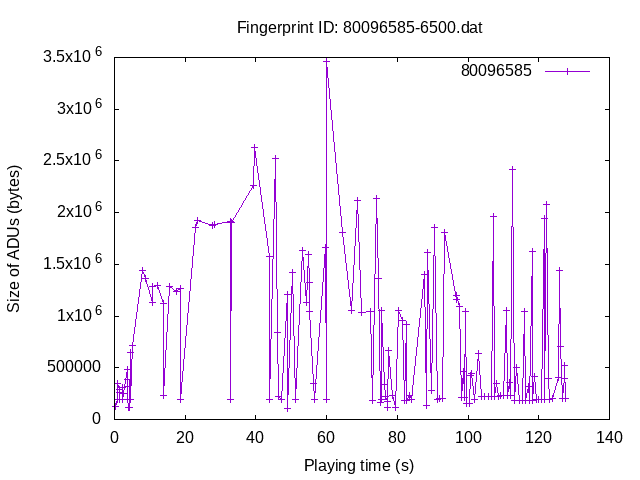 Fingerprint ID: 80096585-6500.dat
80096585
3.5x10^6
3x10^6
2.5x10^6
2x10^6
1.5x10^6
1x10^6
500000
0
Size of ADUs (bytes)
0 20 40 60 80 100 120 140
Playing time (s)